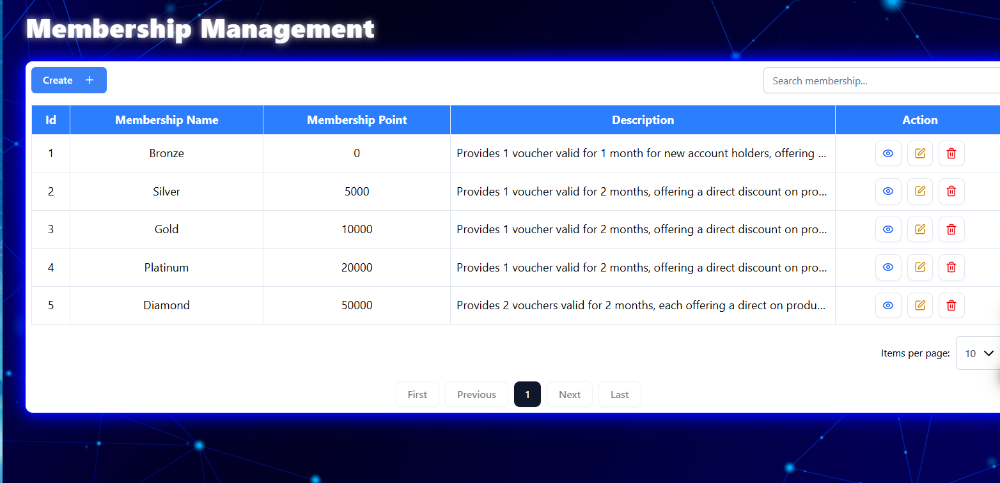 Membership Management
Create +
Search membership...
Id Membership Name Membership Point Description Action
1 Bronze 0 Provides 1 voucher valid for 1 month for new account holders, offering ...
2 Silver 5000 Provides 1 voucher valid for 2 months, offering a direct discount on pro...
3 Gold 10000 Provides 1 voucher valid for 2 months, offering a direct discount on pro...
4 Platinum 20000 Provides 1 voucher valid for 2 months, offering a direct discount on pro...
5 Diamond 50000 Provides 2 vouchers valid for 2 months, each offering a direct on produ...
Items per page: 10
First Previous 1 Next Last